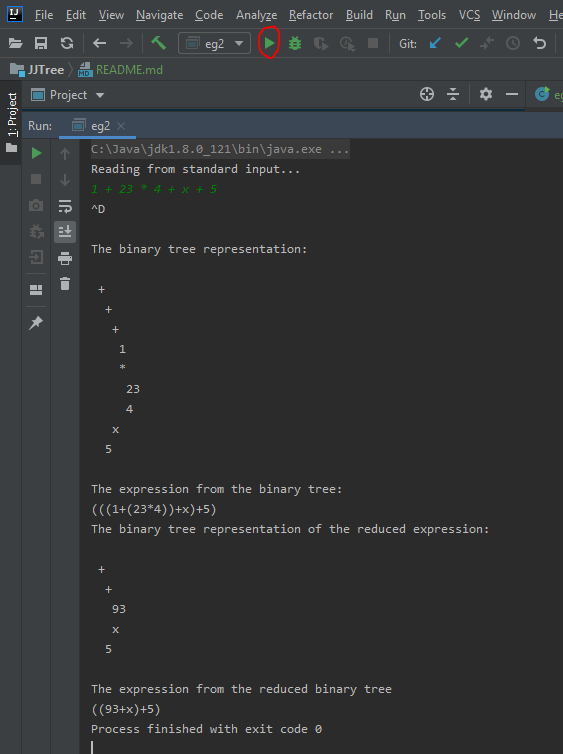 IJ File Edit View Navigate Code Analyze Refactor Build Run Tools VCS Window
eg2 Git:
JJTree README.md
1: Project
Project
Run: eg2
C:\Java\jdk1.8.0_121\bin\java.exe ...
Reading from standard input...
1 + 23 * 4 + x + 5
^D
The binary tree representation:
+
+
+
1
*
23
4
x
5
The expression from the binary tree:
(((1+(23*4))+x)+5)
The binary tree representation of the reduced expression:
+
+
93
x
5
The expression from the reduced binary tree
((93+x)+5)
Process finished with exit code 0